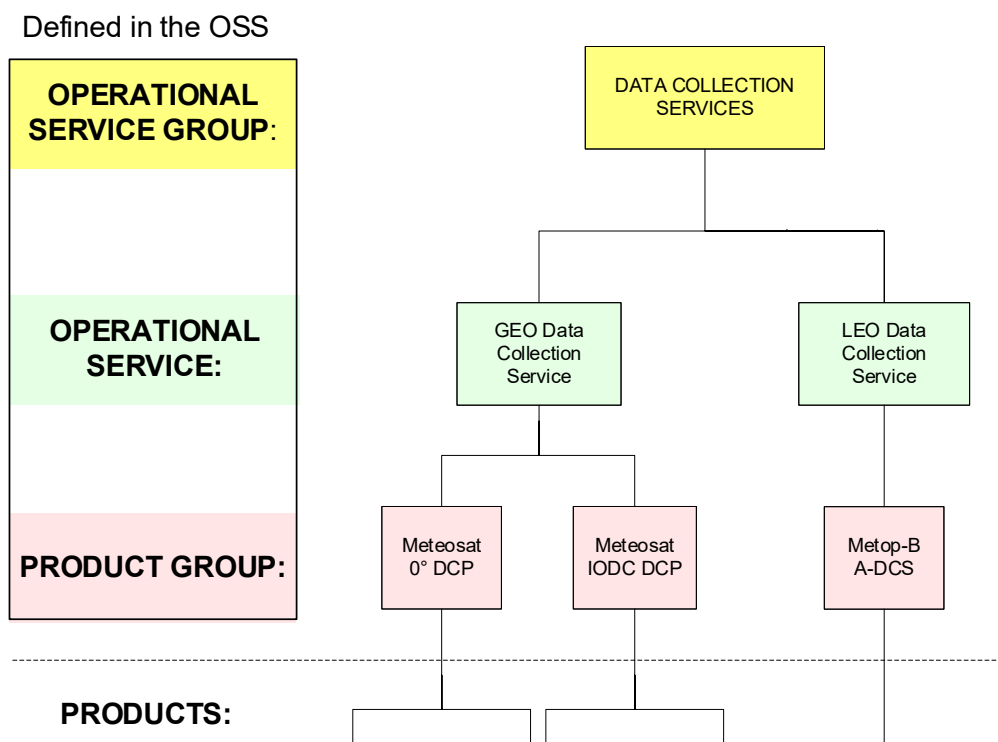 Defined in the OSS
OPERATIONAL
SERVICE GROUP:
DATA COLLECTION
SERVICES
OPERATIONAL
SERVICE:
GEO Data
Collection
Service
LEO Data
Collection
Service
PRODUCT GROUP:
Meteosat
0° DCP
Meteosat
IODC DCP
Metop-B
A-DCS
PRODUCTS: